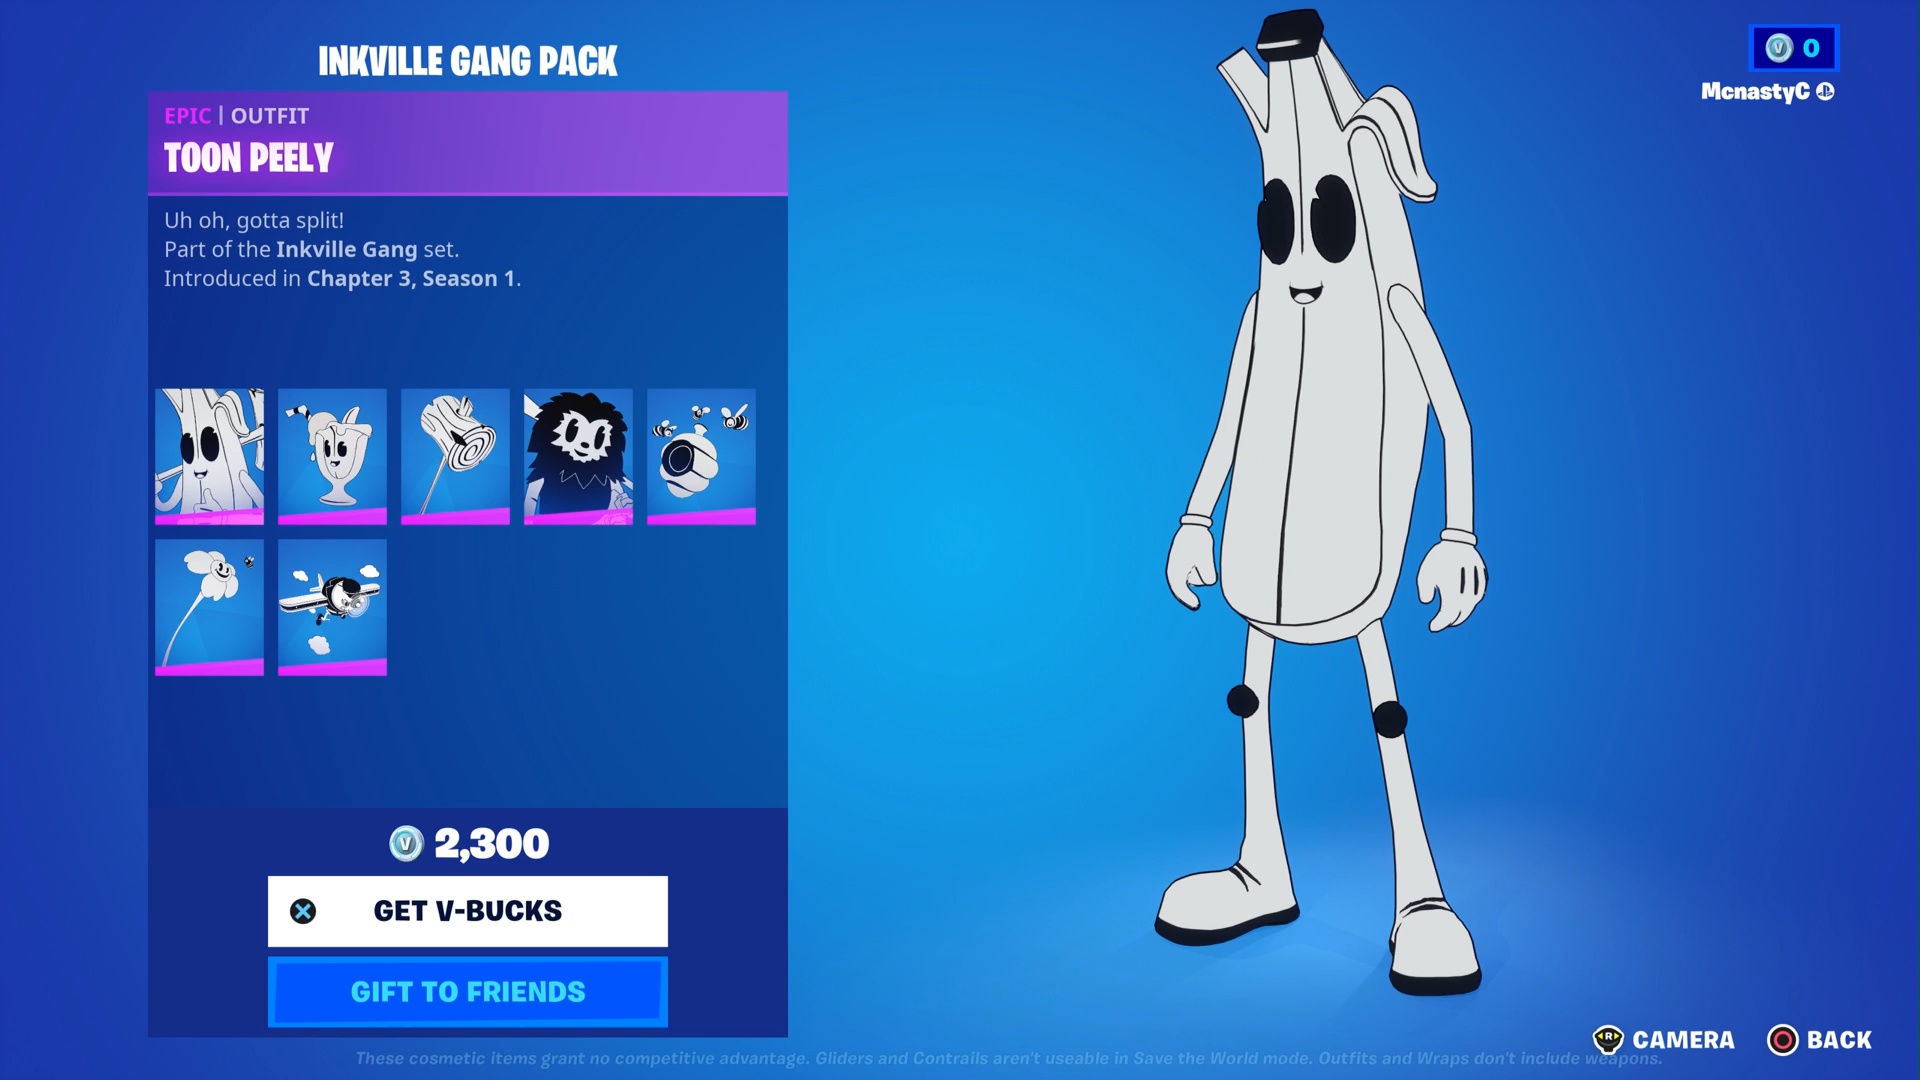 INKVILLE GANG PACK
V 0
McnastyC
EPIC | OUTFIT
TOON PEELY
Uh oh, gotta split!
Part of the Inkville Gang set.
Introduced in Chapter 3, Season 1.
V 2,300
GET V-BUCKS
GIFT TO FRIENDS
R CAMERA
BACK
These cosmetic items grant no competitive advantage. Gliders and Contrails aren't useable in Save the World mode. Outfits and Wraps don't include weapons.